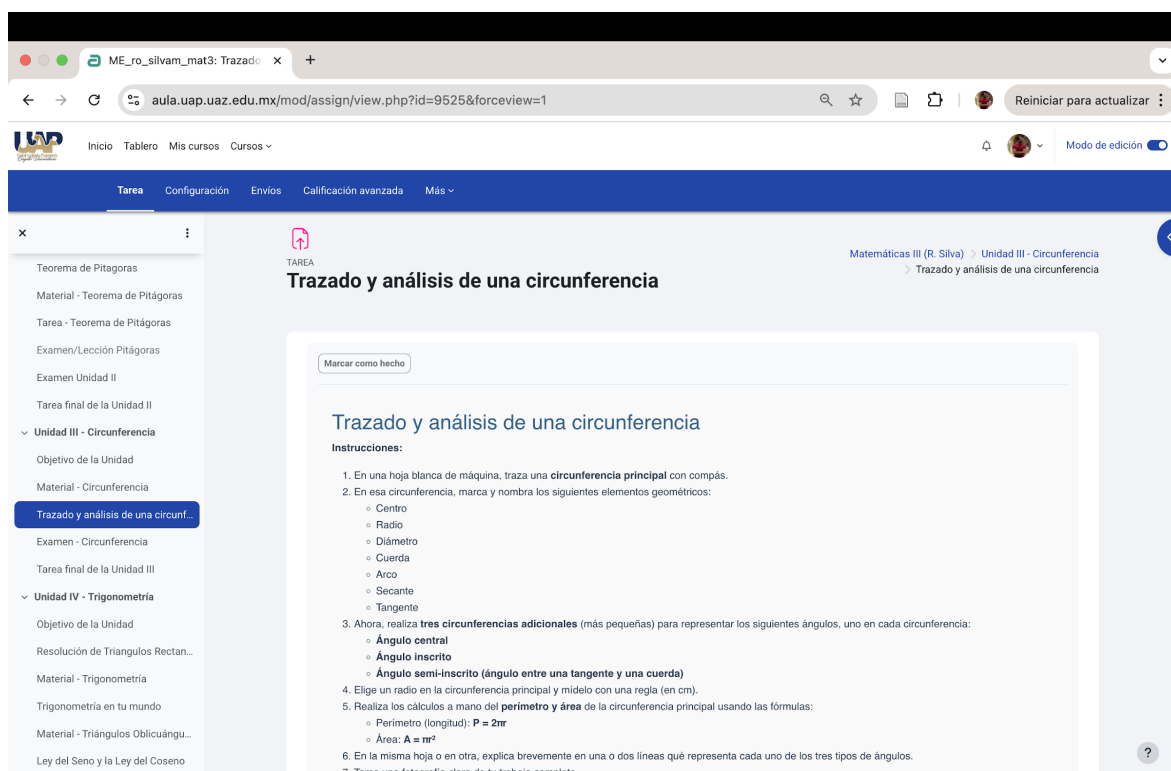 ME_ro_silvam_mat3: Trazado
aula.uap.uaz.edu.mx/mod/assign/view.php?id=9525&forceview=1
Reiniciar para actualizar
UAP
Inicio Tablero Mis cursos Cursos
Modo de edición
Tarea Configuración Envíos Calificación avanzada Más
Teorema de Pitagoras
Material - Teorema de Pitágoras
Tarea - Teorema de Pitágoras
Examen/Lección Pitágoras
Examen Unidad II
Tarea final de la Unidad II
Unidad III - Circunferencia
Objetivo de la Unidad
Material - Circunferencia
Trazado y análisis de una circunf...
Examen - Circunferencia
Tarea final de la Unidad III
Unidad IV - Trigonometría
Objetivo de la Unidad
Resolución de Triangulos Rectan...
Material - Trigonometría
Trigonometría en tu mundo
Material - Triángulos Oblicuángu...
Ley del Seno y la Ley del Coseno
TAREA
Trazado y análisis de una circunferencia
Matemáticas III (R. Silva) > Unidad III - Circunferencia
> Trazado y análisis de una circunferencia
Marcar como hecho
Trazado y análisis de una circunferencia
Instrucciones:
1. En una hoja blanca de máquina, traza una circunferencia principal con compás.
2. En esa circunferencia, marca y nombra los siguientes elementos geométricos:
Centro
Radio
Diámetro
Cuerda
Arco
Secante
Tangente
3. Ahora, realiza tres circunferencias adicionales (más pequeñas) para representar los siguientes ángulos, uno en cada circunferencia:
Ángulo central
Ángulo inscrito
Ángulo semi-inscrito (ángulo entre una tangente y una cuerda)
4. Elige un radio en la circunferencia principal y mídelo con una regla (en cm).
5. Realiza los cálculos a mano del perímetro y área de la circunferencia principal usando las fórmulas:
Perímetro (longitud): P = 2πr
Área: A = πr²
6. En la misma hoja o en otra, explica brevemente en una o dos líneas qué representa cada uno de los tres tipos de ángulos.
7. Toma una fotografía clara de tu trabajo completo.
?